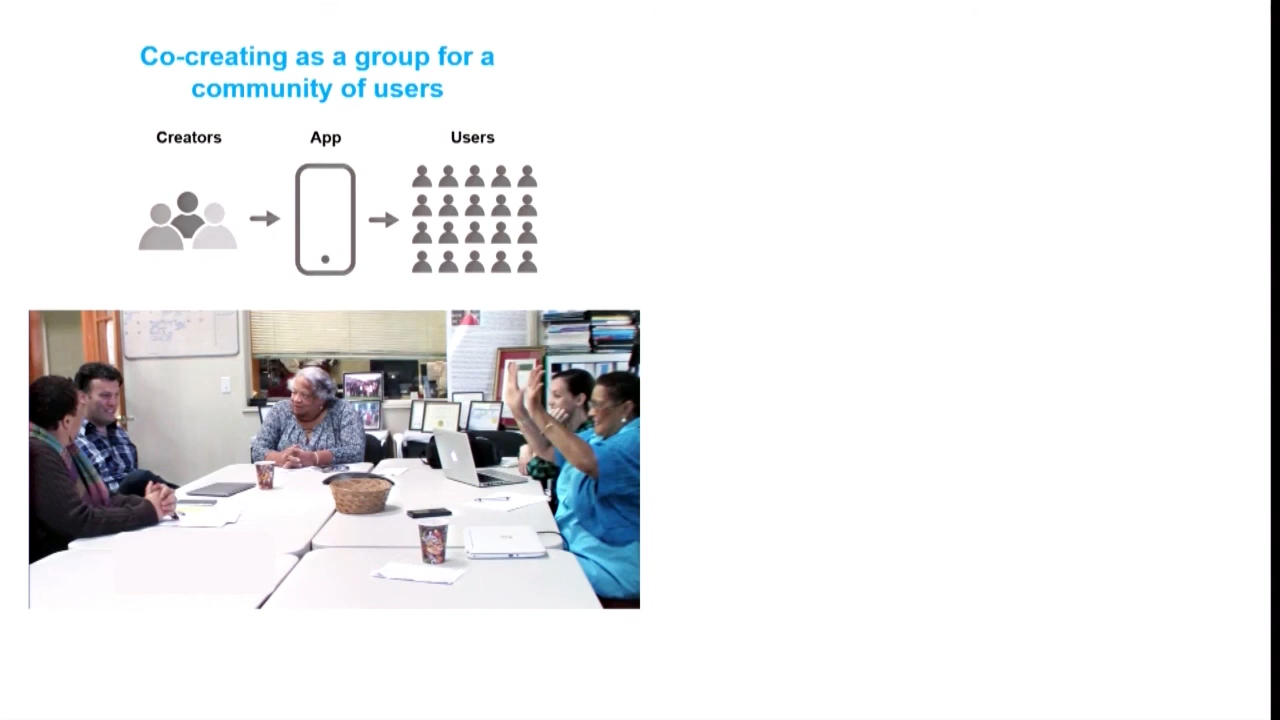 Co-creating as a group for a
community of users
Creators App Users